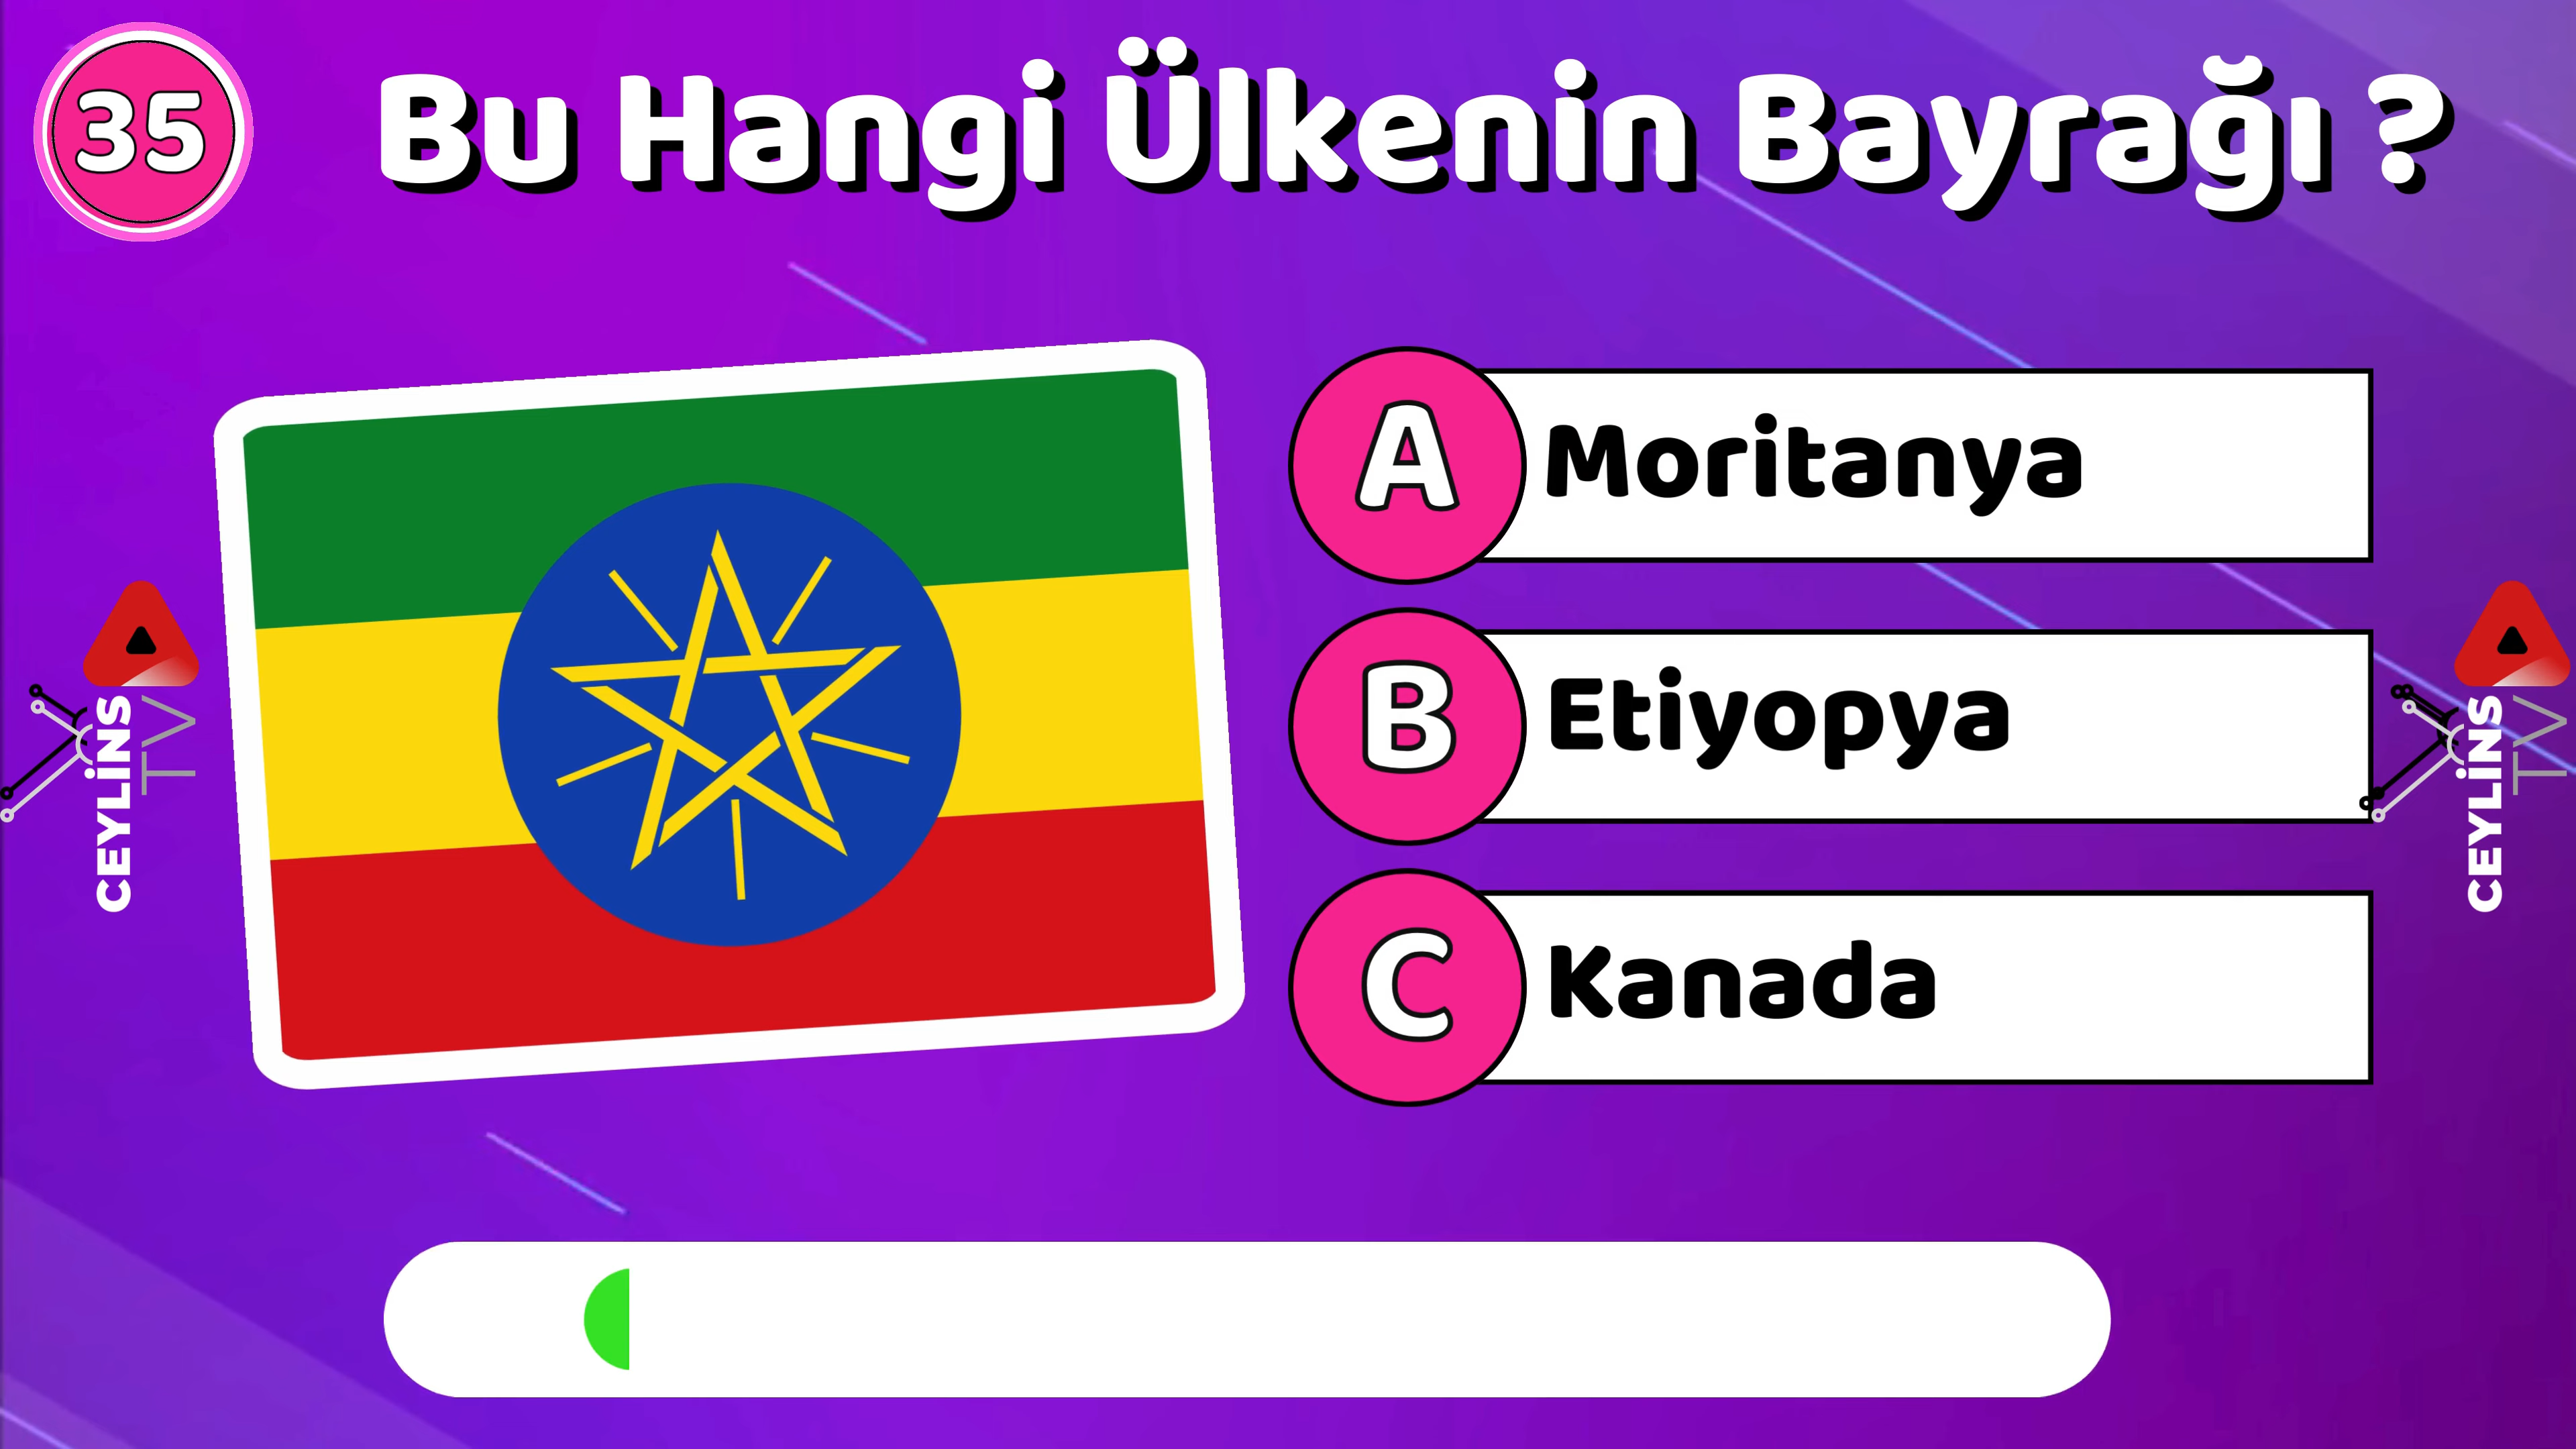 35
Bu Hangi Ülkenin Bayrağı ?
A Moritanya
B Etiyopya
C Kanada
CEYLİNS
TV
CEYLİNS
TV